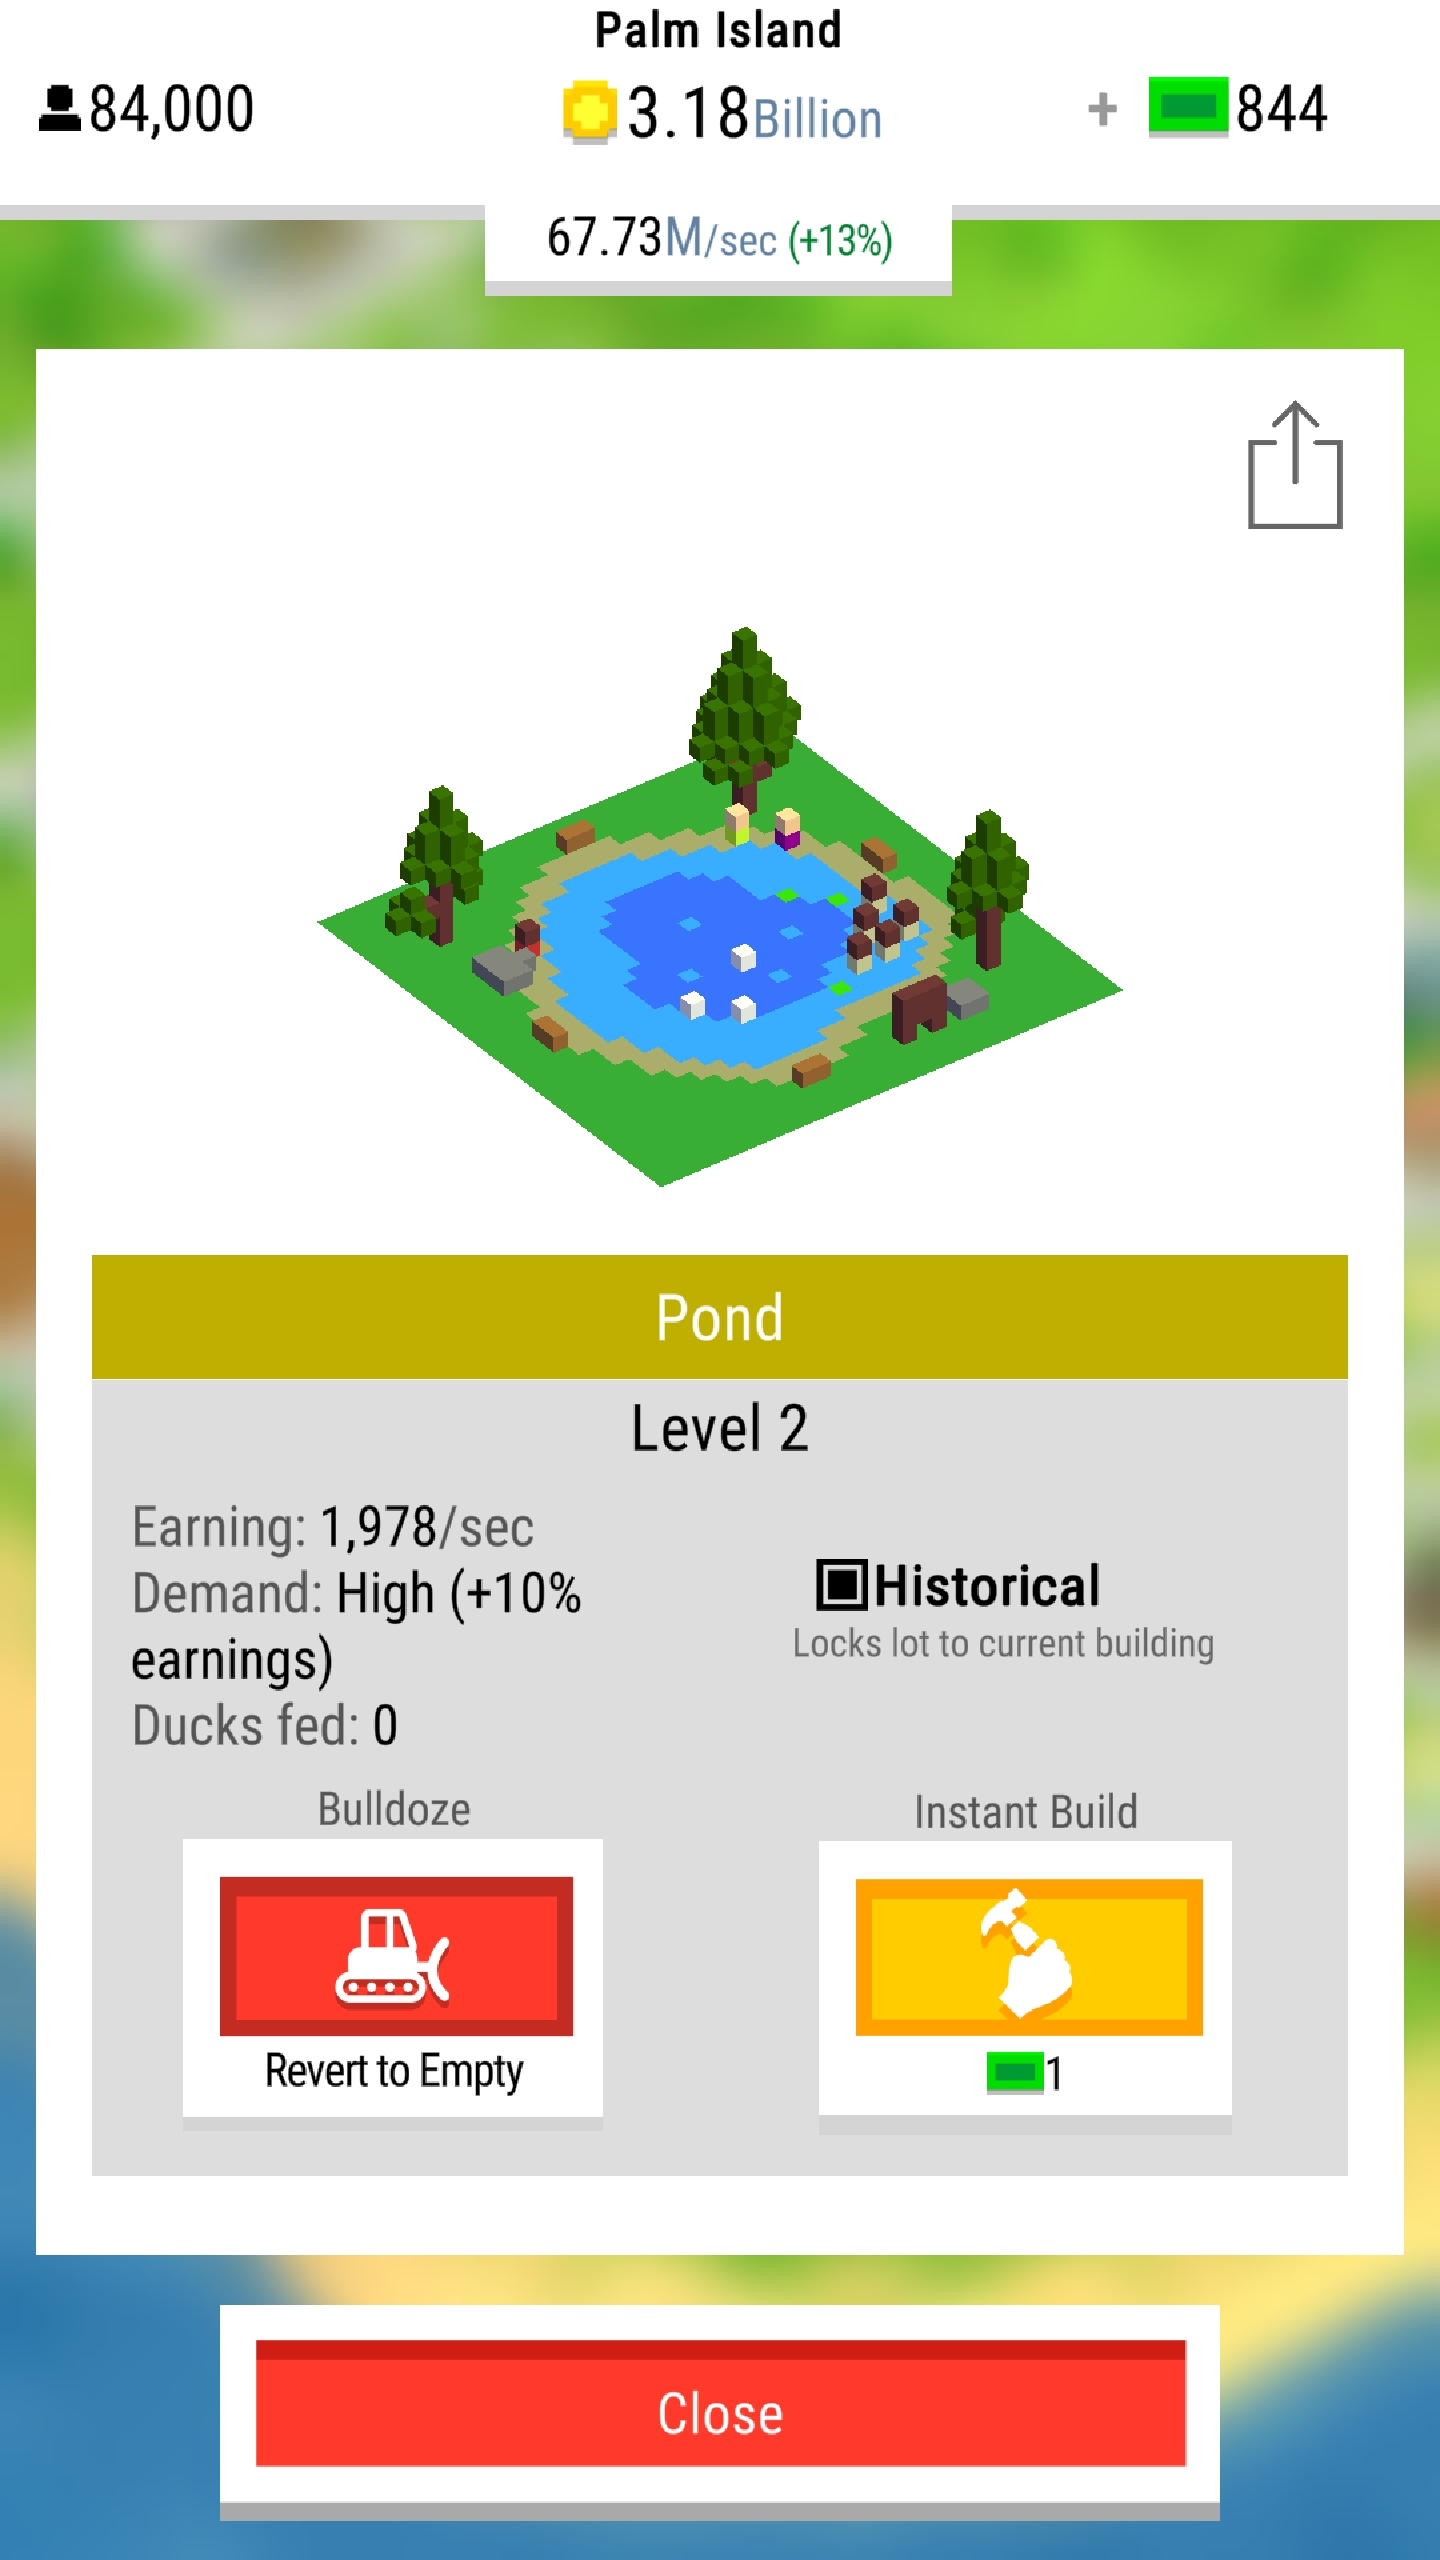 Palm Island
84,000
3.18Billion
+ 844
67.73M/sec (+13%)
Pond
Level 2
Earning: 1,978/sec
Demand: High (+10%
earnings)
Ducks fed: 0
Historical
Locks lot to current building
Bulldoze
Revert to Empty
Instant Build
1
Close